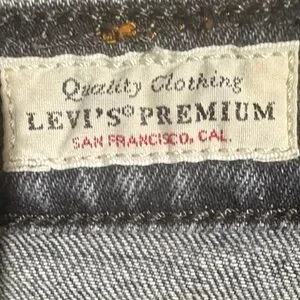 Quality Clothing
LEVI'S® PREMIUM
SAN FRANCISCO, CAL.